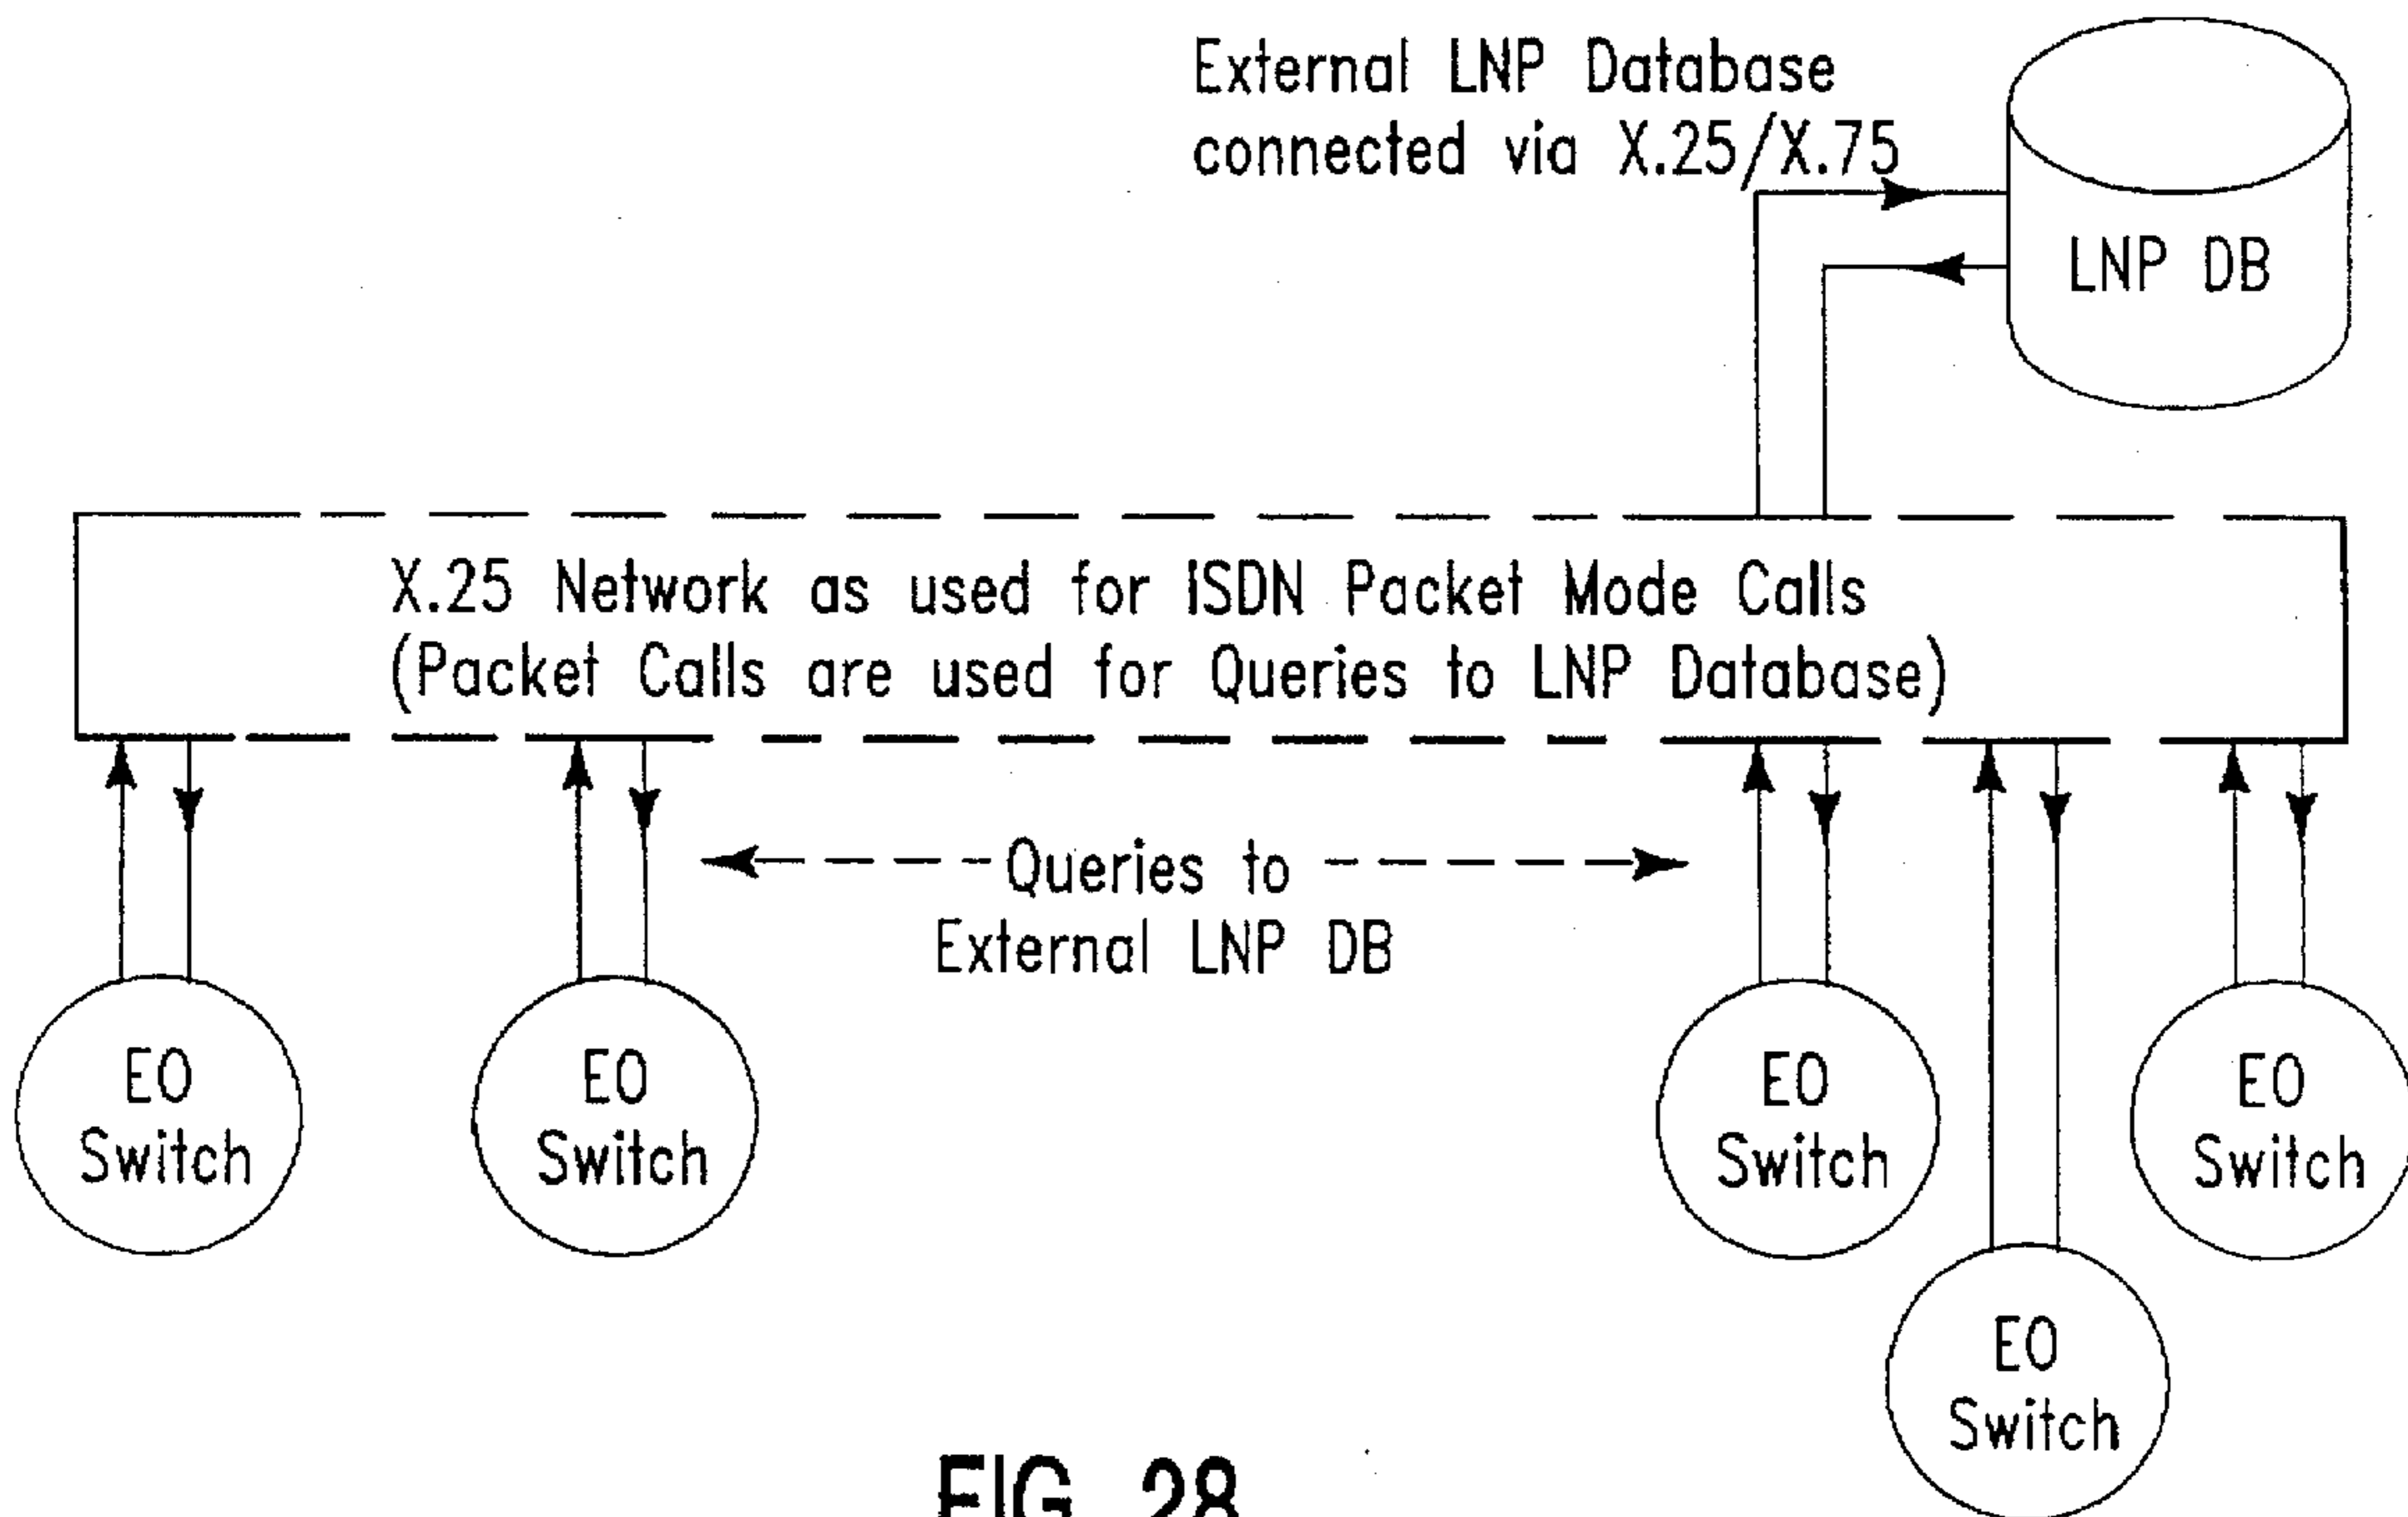 External LNP Database
connected via X.25/X.75
LNP DB
X.25 Network as used for ISDN Packet Mode Calls
(Packet Calls are used for Queries to LNP Database)
Queries to
External LNP DB
EO
Switch
EO
Switch
EO
Switch
EO
Switch
EO
Switch
FIG. 28